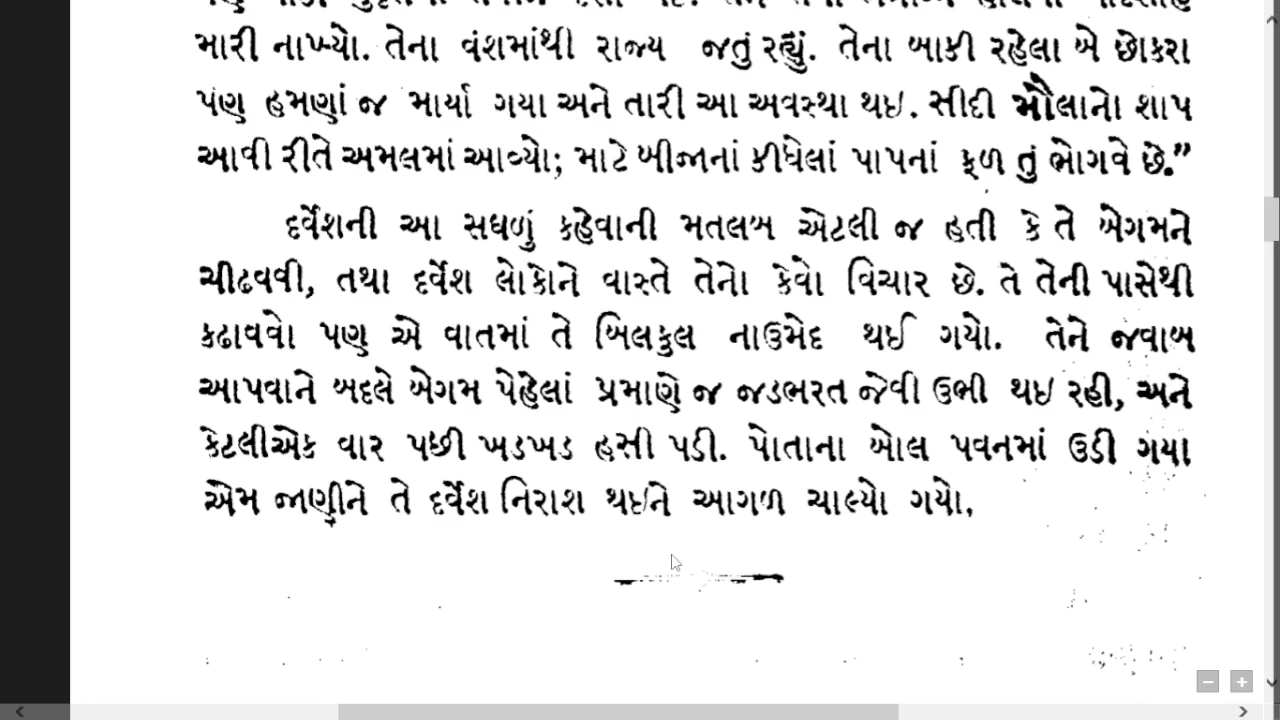 મારી નાખ્યો. તેના વંશમાંથી રાજ્ય જતું રહ્યું. તેના બાકી રહેલા બે છોકરા
પણ હમણાં જ માર્યા ગયા અને તારી આ અવસ્થા થઇ. સીદી મૌલાનો શાપ
આવી રીતે અમલમાં આવ્યો; માટે બીજાનાં કીધેલાં પાપનાં ફળ તું ભોગવે છે.”
દર્વેશની આ સઘળું કહેવાની મતલબ એટલી જ હતી કે તે બેગમને
ચીઢવવી, તથા દર્વેશ લોકોને વાસ્તે તેનો કેવો વિચાર છે. તે તેની પાસેથી
કઢાવવો પણ એ વાતમાં તે બિલકુલ નાઉમેદ થઈ ગયો. તેને જવાબ
આપવાને બદલે બેગમ પેહેલાં પ્રમાણે જ જડભરત જેવી ઉભી થઇ રહી, અને
કેટલીએક વાર પછી ખડખડ હસી પડી. પોતાના બોલ પવનમાં ઉડી ગયા
એમ જાણીને તે દર્વેશ નિરાશ થઇને આગળ ચાલ્યો ગયો.